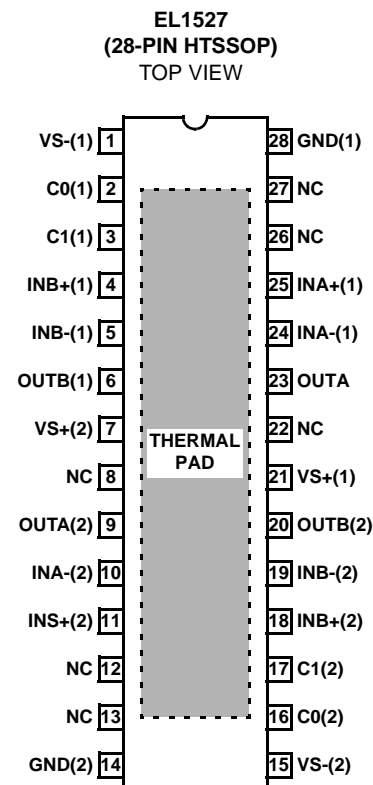 EL1527
(28-PIN HTSSOP)
TOP VIEW
VS-(1) 1 28 GND(1)
C0(1) 2 27 NC
C1(1) 3 26 NC
INB+(1) 4 25 INA+(1)
INB-(1) 5 24 INA-(1)
OUTB(1) 6 23 OUTA
VS+(2) 7 22 NC
THERMAL
PAD
NC 8 21 VS+(1)
OUTA(2) 9 20 OUTB(2)
INA-(2) 10 19 INB-(2)
INS+(2) 11 18 INB+(2)
NC 12 17 C1(2)
NC 13 16 C0(2)
GND(2) 14 15 VS-(2)